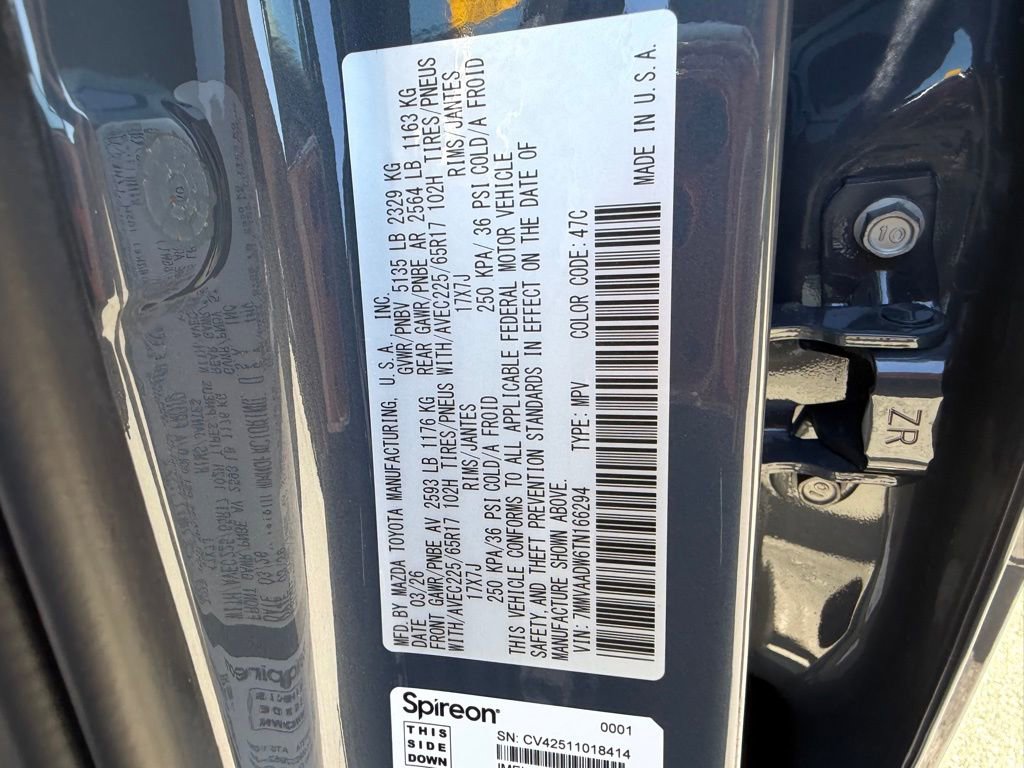 MFD. BY MAZDA TOYOTA MANUFACTURING, U.S.A., INC.
DATE 03/26 GVWR/PNBV 5135 LB 2329 KG
FRONT GAWR/PNBE AV 2593 LB 1176 KG REAR GAWR/PNBE AR 2564 LB 1163 KG
WITH/AVEC225/65R17 102H TIRES/PNEUS WITH/AVEC225/65R17 102H TIRES/PNEUS
17X7J RIMS/JANTES 17X7J RIMS/JANTES
250 KPA/36 PSI COLD/A FROID 250 KPA/ 36 PSI COLD/A FROID
THIS VEHICLE CONFORMS TO ALL APPLICABLE FEDERAL MOTOR VEHICLE
SAFETY AND THEFT PREVENTION STANDARDS IN EFFECT ON THE DATE OF
MANUFACTURE SHOWN ABOVE.
VIN: 7MMVAADW6TN166294 TYPE: MPV COLOR CODE: 47C
MADE IN U.S.A.
Spireon
0001
THIS
SIDE
DOWN
SN: CV42511018414
10
ZR
10